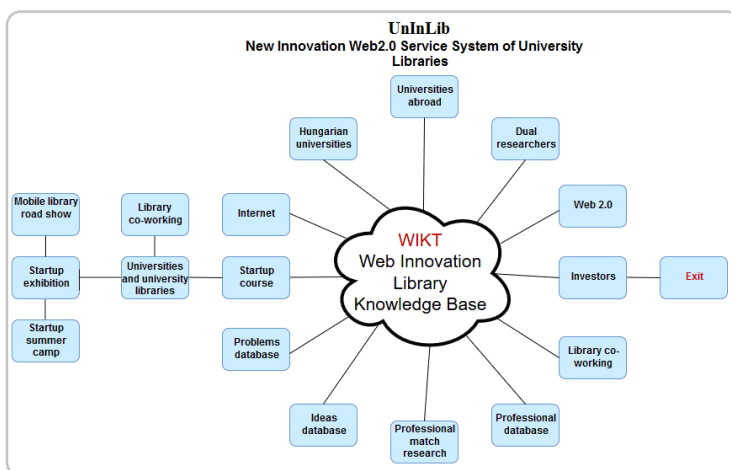 UnInLib
New Innovation Web2.0 Service System of University
Libraries
Universities
abroad
Hungarian
universities
Dual
researchers
Mobile library
road show
Library
co-working
Internet
Web 2.0
WIKT
Web Innovation
Library
Knowledge Base
Startup
exhibition
Universities
and university
libraries
Startup
course
Investors
Exit
Startup
summer
camp
Problems
database
Library co-
working
Ideas
database
Professional
match
research
Professional
database